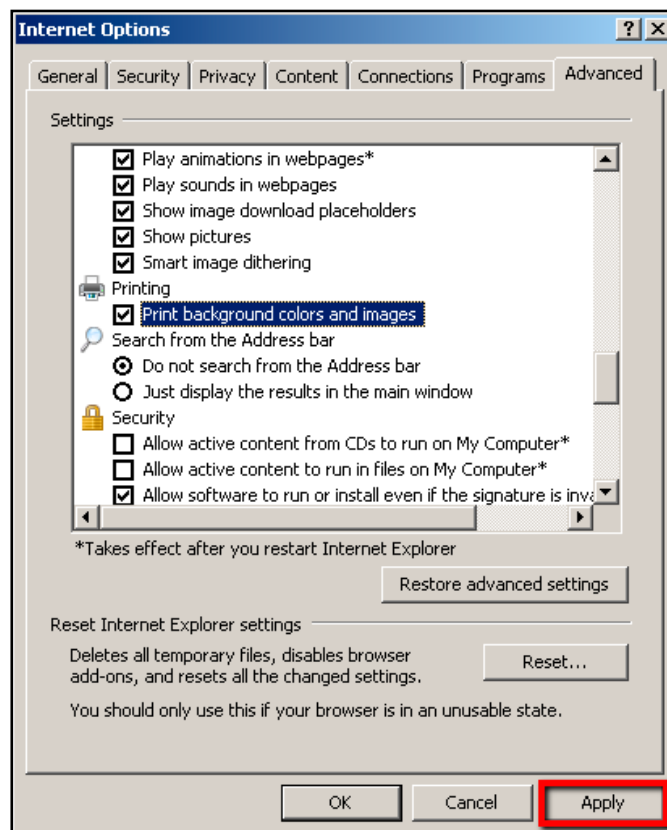 Internet Options
General Security Privacy Content Connections Programs Advanced
Settings
Play animations in webpages*
Play sounds in webpages
Show image download placeholders
Show pictures
Smart image dithering
Printing
Print background colors and images
Search from the Address bar
Do not search from the Address bar
Just display the results in the main window
Security
Allow active content from CDs to run on My Computer*
Allow active content to run in files on My Computer*
Allow software to run or install even if the signature is
*Takes effect after you restart Internet Explorer
Restore advanced settings
Reset Internet Explorer settings
Deletes all temporary files, disables browser
add-ons, and resets all the changed settings.
Reset...
You should only use this if your browser is in an unusable state.
OK Cancel Apply